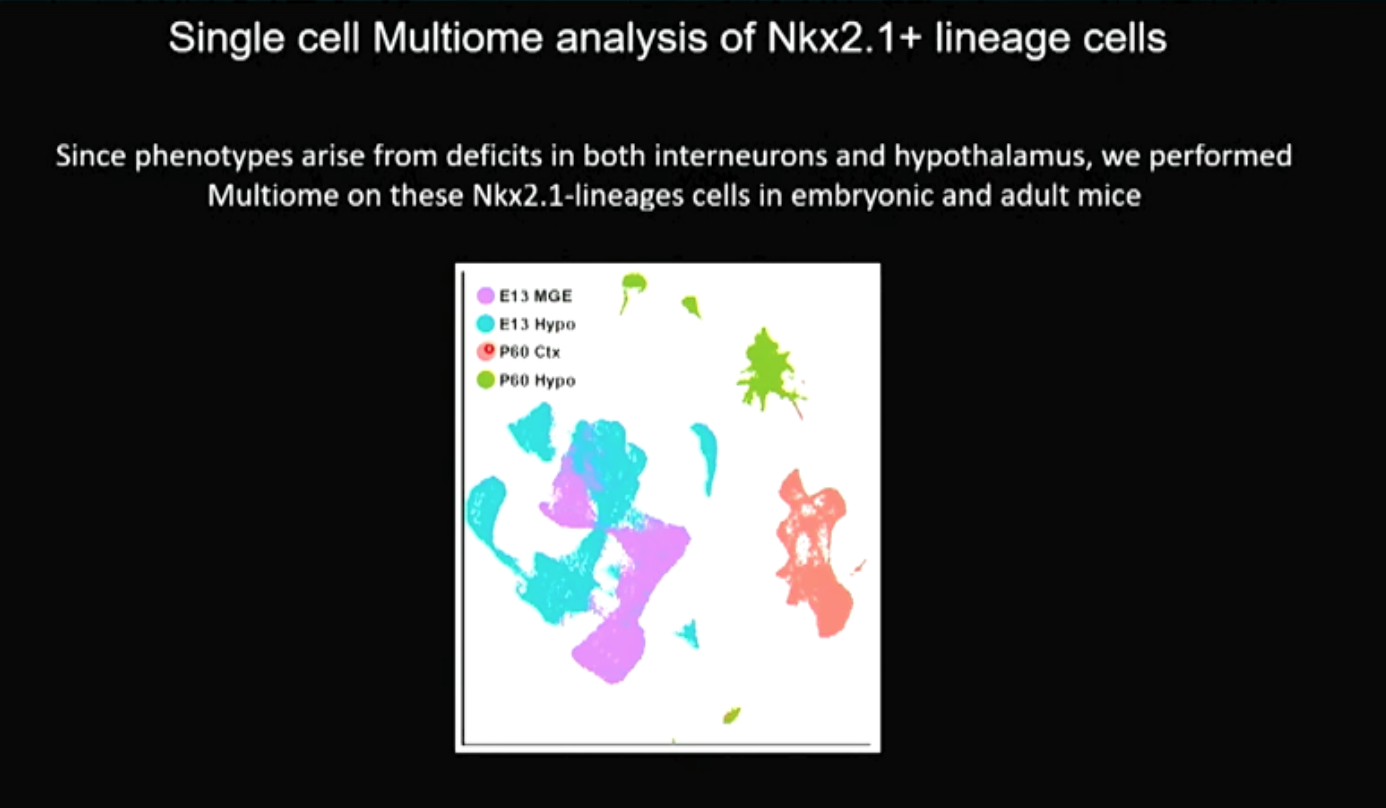 Single cell Multiome analysis of Nkx2.1+ lineage cells
Since phenotypes arise from deficits in both interneurons and hypothalamus, we performed
Multiome on these Nkx2.1-lineages cells in embryonic and adult mice
E13 MGE
E13 Hypo
P60 Ctx
P60 Hypo